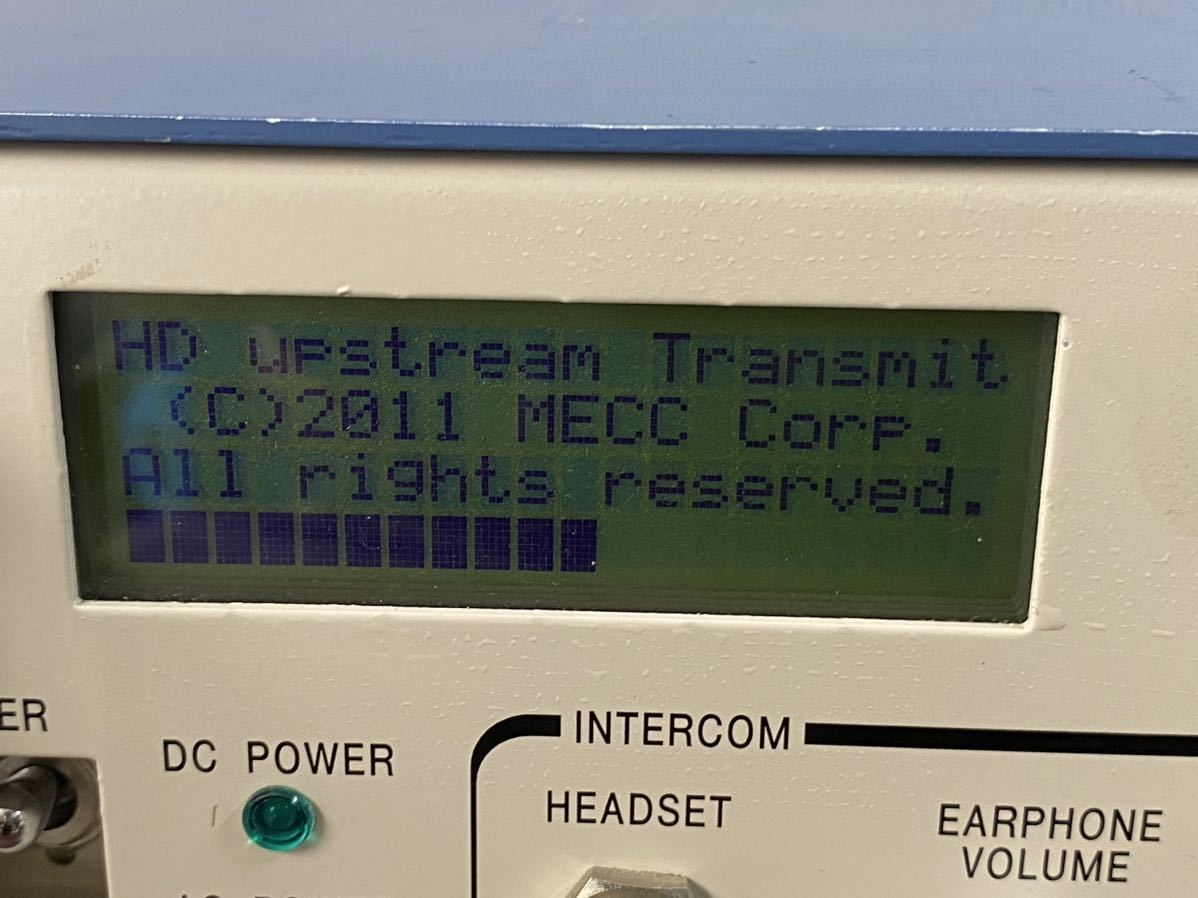 HD upstream Transmit
(C)2011 MECC Corp.
All rights reserved.
ER
DC POWER
INTERCOM
HEADSET
EARPHONE
VOLUME